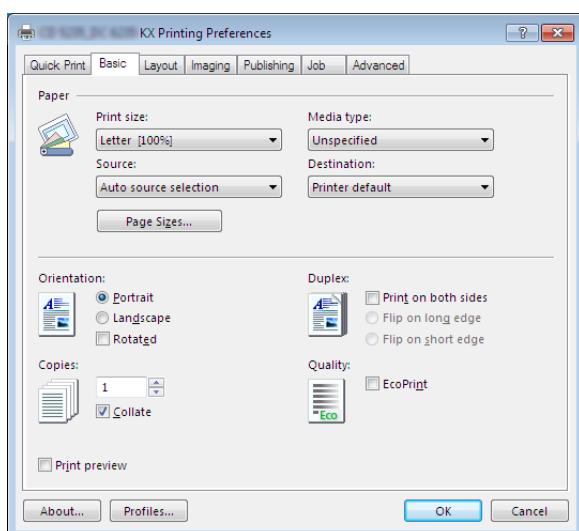 KX Printing Preferences
Quick Print Basic Layout Imaging Publishing Job Advanced
Paper
Print size: Media type:
Letter [100%] Unspecified
Source: Destination:
Auto source selection Printer default
Page Sizes...
Orientation: Duplex:
Portrait Print on both sides
Landscape Flip on long edge
Rotated Flip on short edge
Copies: Quality:
1 EcoPrint
Collate Eco
Print preview
About... Profiles... OK Cancel